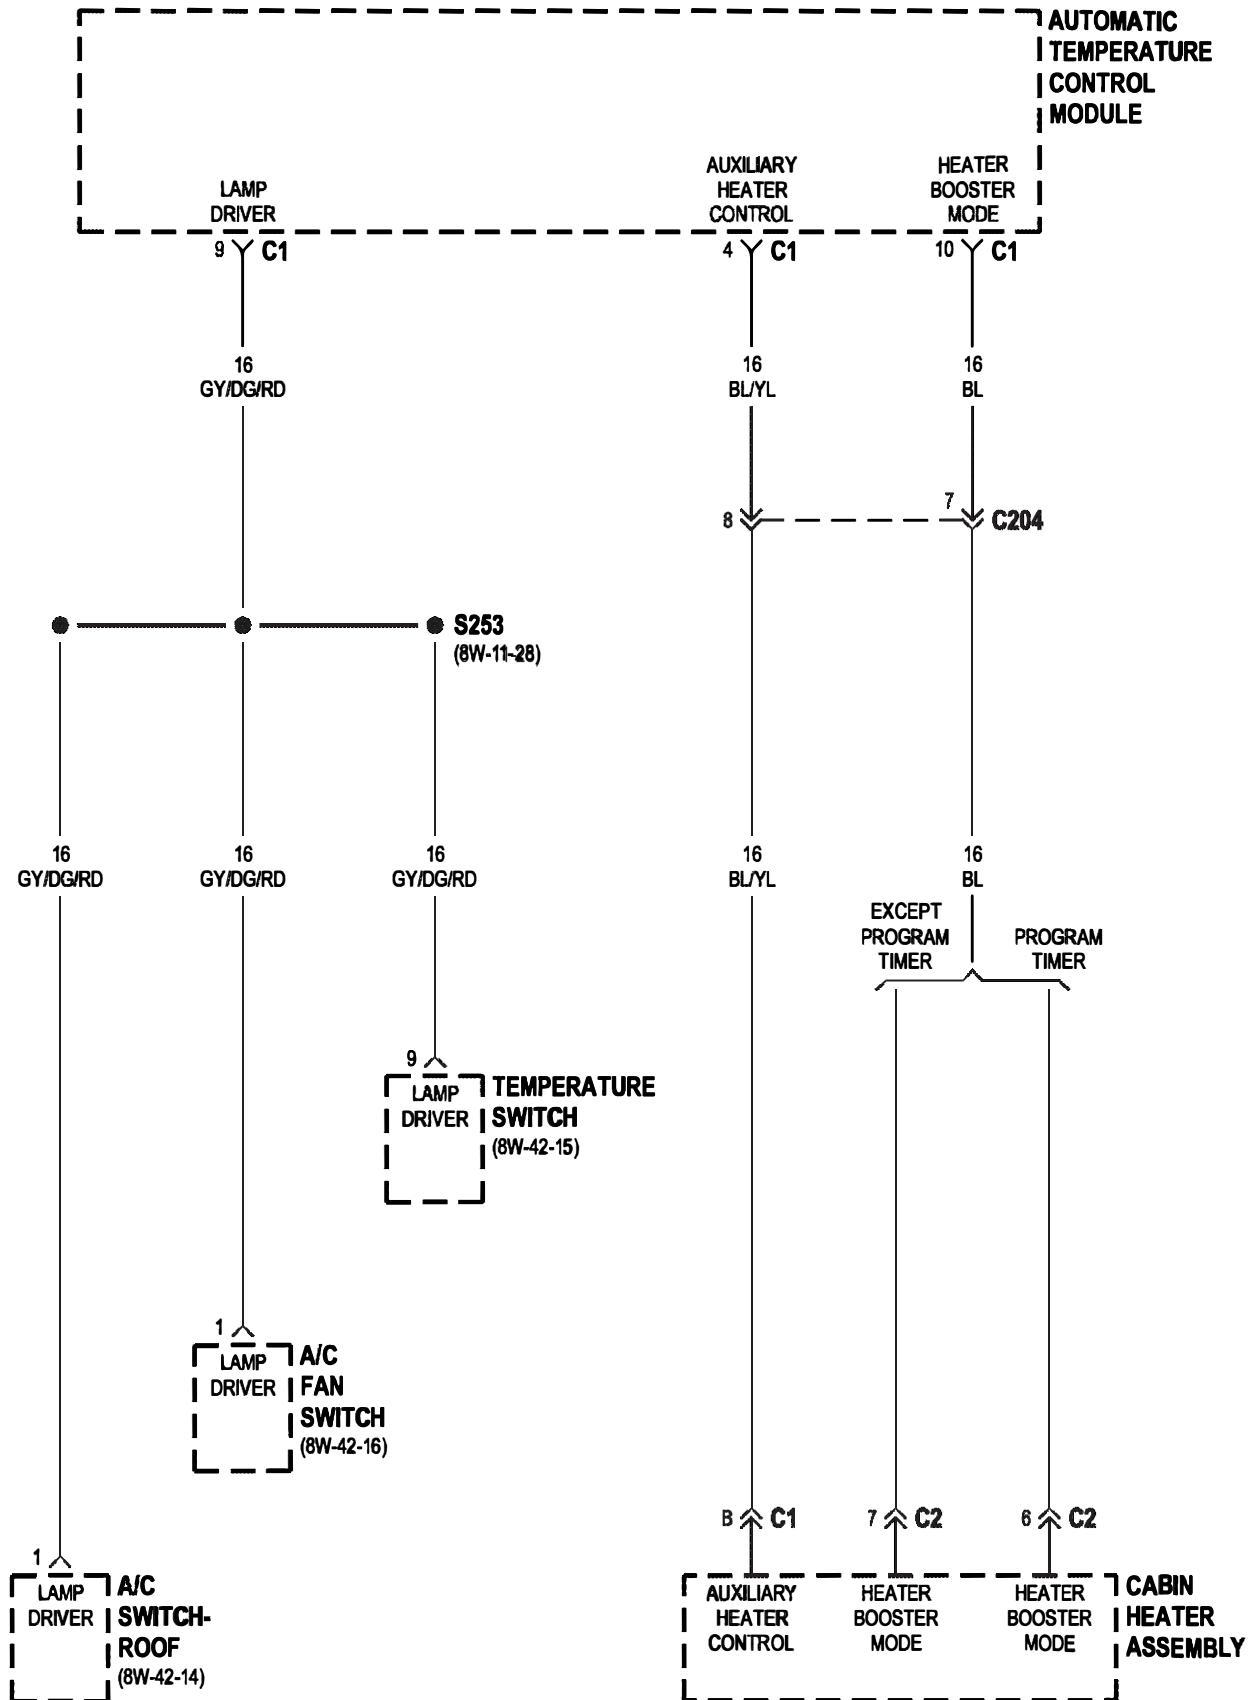 AUTOMATIC
TEMPERATURE
CONTROL
MODULE
LAMP
DRIVER
AUXILIARY
HEATER
CONTROL
HEATER
BOOSTER
MODE
9 C1
4 C1
10 C1
16
GY/DG/RD
16
BL/YL
16
BL
8
7
C204
S253
(8W-11-28)
16
GY/DG/RD
16
GY/DG/RD
16
GY/DG/RD
16
BL/YL
16
BL
EXCEPT
PROGRAM
TIMER
PROGRAM
TIMER
9
LAMP
DRIVER
TEMPERATURE
SWITCH
(8W-42-15)
1
LAMP
DRIVER
A/C
FAN
SWITCH
(8W-42-16)
1
LAMP
DRIVER
A/C
SWITCH-
ROOF
(8W-42-14)
B C1
7 C2
6 C2
AUXILIARY
HEATER
CONTROL
HEATER
BOOSTER
MODE
HEATER
BOOSTER
MODE
CABIN
HEATER
ASSEMBLY